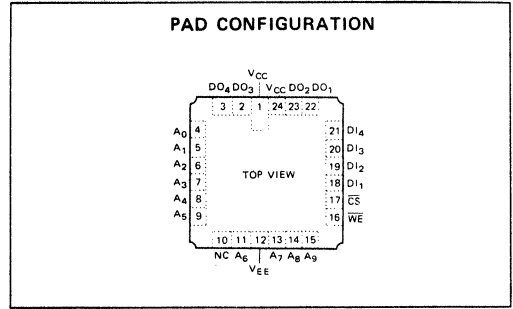 PAD CONFIGURATION
VCC
DO4 DO3 VCC DO2 DO1
3 2 1 24 23 22
A0 4 21 DI4
A1 5 20 DI3
A2 6 19 DI2
A3 7 TOP VIEW 18 DI1
A4 8 17 CS
A5 9 16 WE
10 11 12 13 14 15
NC A6 A7 A8 A9
VEE